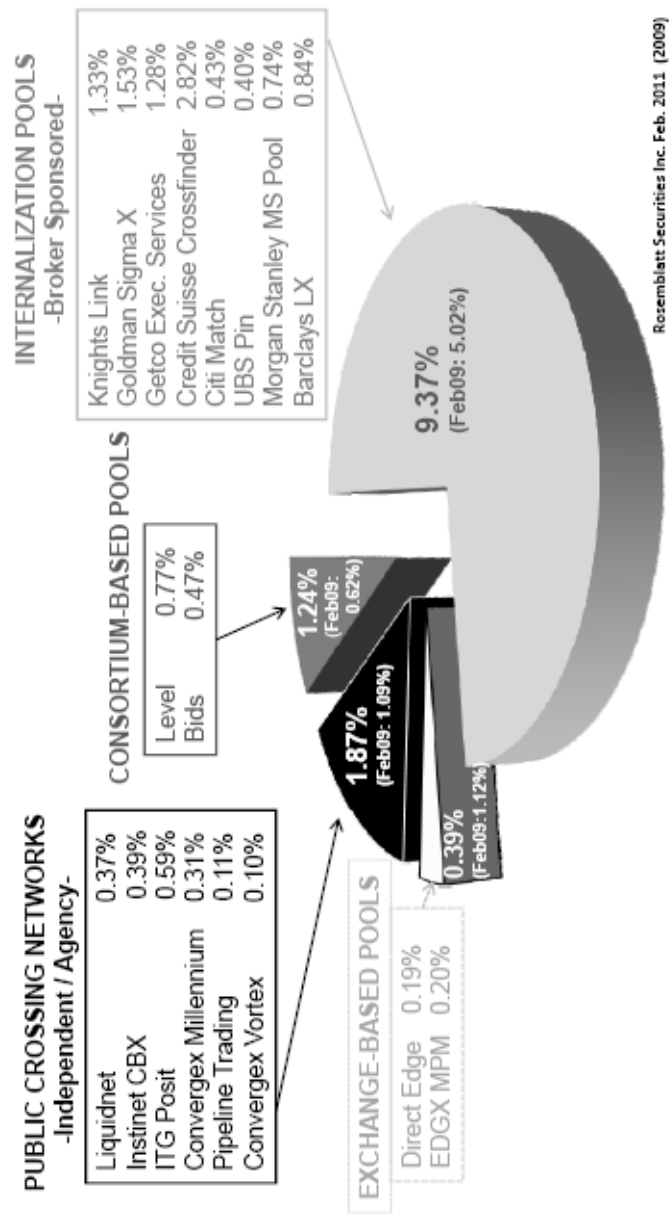 PUBLIC CROSSING NETWORKS
-Independent / Agency-
Liquidnet 0.37%
Instinet CBX 0.39%
ITG Posit 0.59%
Convergex Millennium 0.31%
Pipeline Trading 0.11%
Convergex Vortex 0.10%
CONSORTIUM-BASED POOLS
Level 0.77%
Bids 0.47%
INTERNALIZATION POOLS
-Broker Sponsored-
Knights Link 1.33%
Goldman Sigma X 1.53%
Getco Exec. Services 1.28%
Credit Suisse Crossfinder 2.82%
Citi Match 0.43%
UBS Pin 0.40%
Morgan Stanley MS Pool 0.74%
Barclays LX 0.84%
EXCHANGE-BASED POOLS
Direct Edge 0.19%
EDGX MPM 0.20%
1.24%
(Feb09:
0.62%)
1.87%
(Feb09: 1.09%)
0.39%
(Feb09:1.12%)
9.37%
(Feb09: 5.02%)
Rosemblatt Securities Inc. Feb. 2011 (2009)